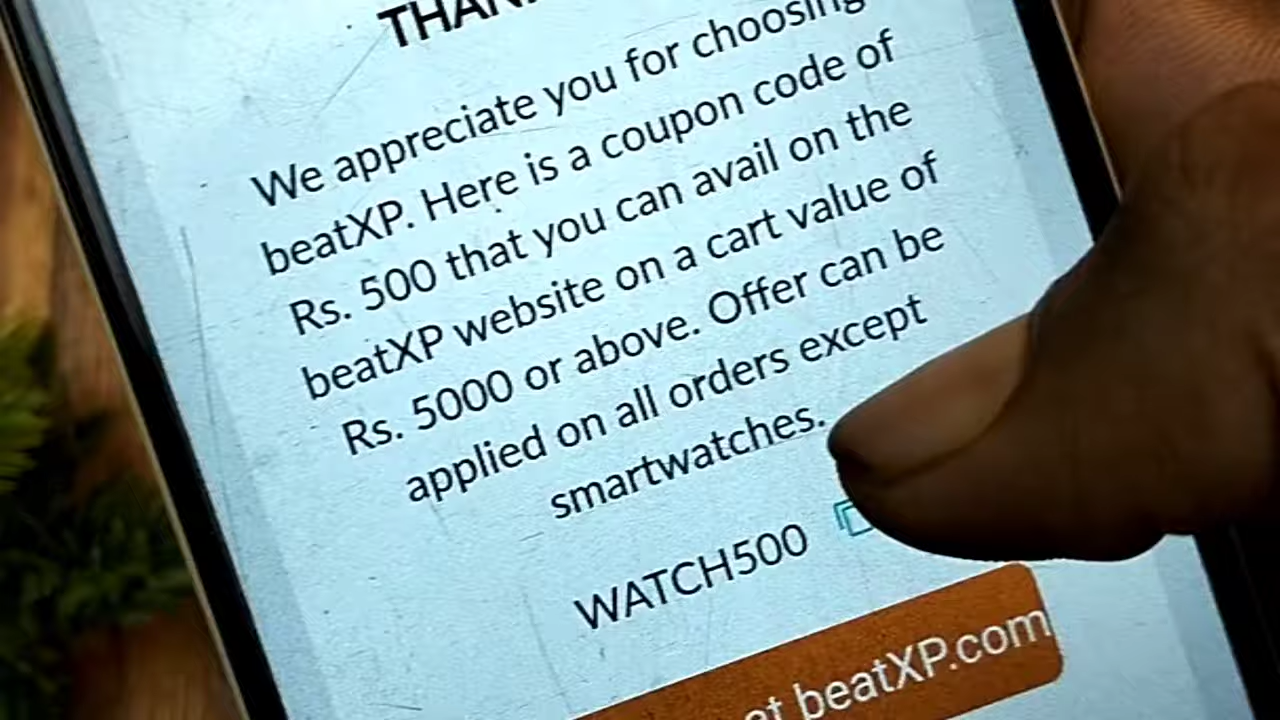 We appreciate you for choosing
beatXP. Here is a coupon code of
Rs. 500 that you can avail on the
beatXP website on a cart value of
Rs. 5000 or above. Offer can be
applied on all orders except
smartwatches.
WATCH500
beatXP.com